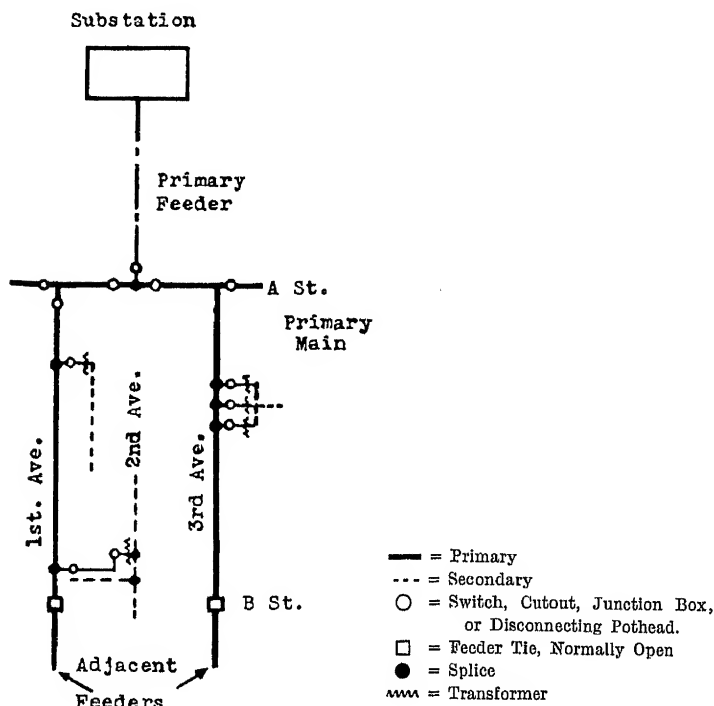 Substation
Primary
Feeder
A St.
Primary
Main
1st. Ave.
2nd Ave.
3rd Ave.
B St.
Adjacent
Feeders
= Primary
= Secondary
= Switch, Cutout, Junction Box,
or Disconnecting Pothead.
= Feeder Tie, Normally Open
= Splice
= Transformer